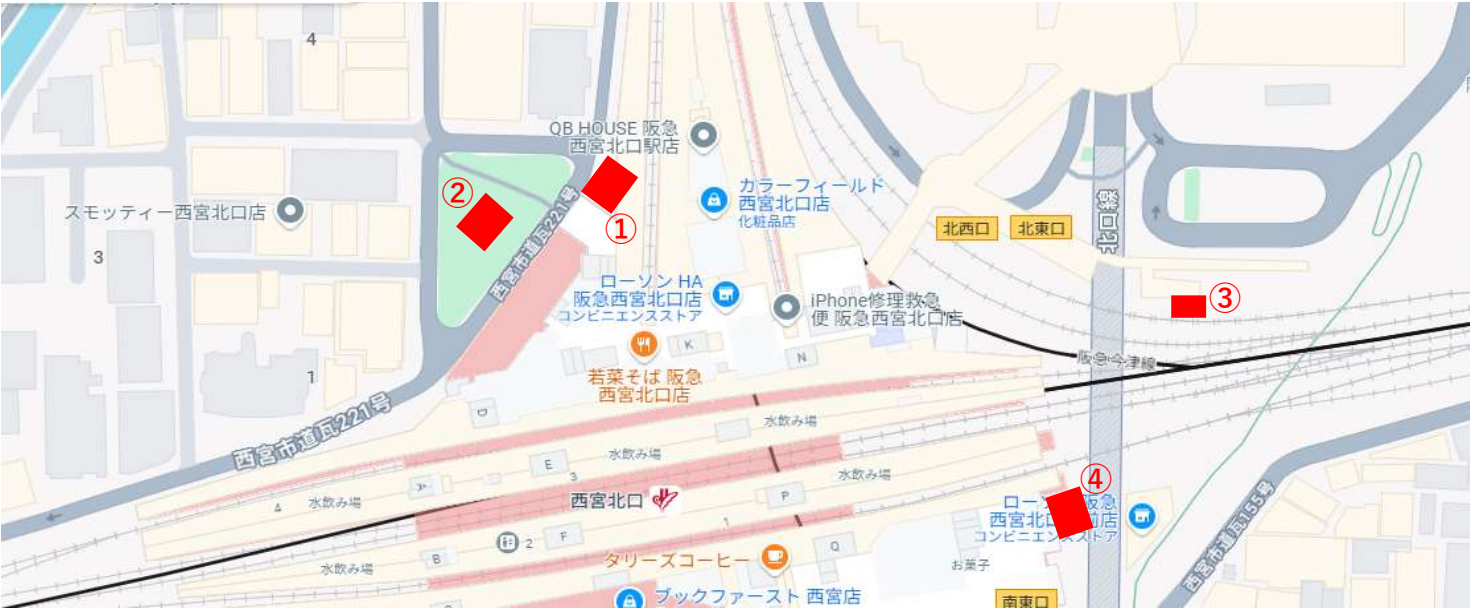 4
QB HOUSE 阪急
西宮北口駅店
カラーフィールド
西宮北口店
化粧品店
②
①
スモッティー西宮北口店
西宮市道瓦221号
北西口
北東口
北口線
3
ローソン HA
阪急西宮北口店
コンビニエンスストア
iPhone修理救急
便 阪急西宮北口店
③
K
N
若菜そば 阪急
西宮北口店
阪急今津線
1
D
水飲み場
西宮市道瓦221号
水飲み場
E
3
A
水飲み場
4
水飲み場
西宮北口
P
1
④
ロー
阪急
西宮北
前店
コンビニエンスストア
西宮市道瓦155号
2
F
B
水飲み場
タリーズコーヒー
Q
お菓子
ブックファースト 西宮店
南東口